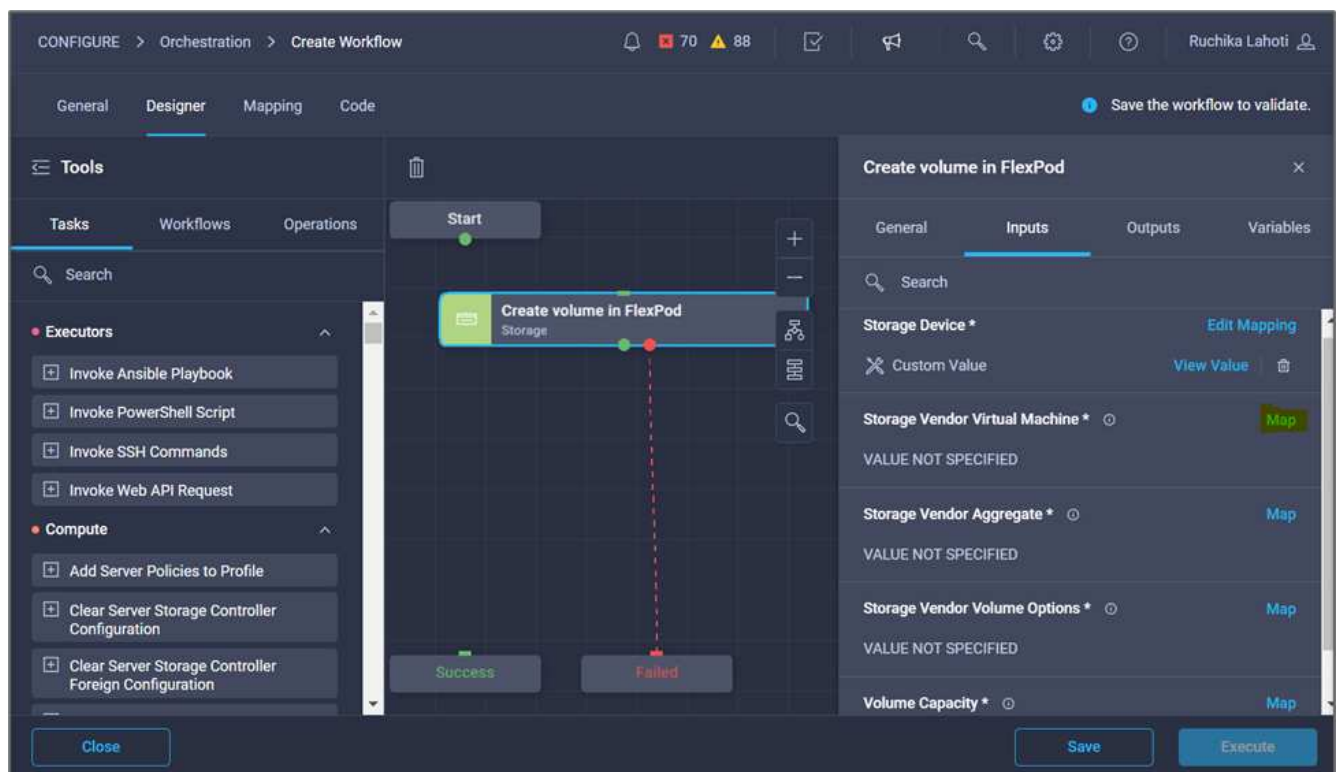 CONFIGURE > Orchestration > Create Workflow
70 88
Ruchika Lahoti
General Designer Mapping Code
Save the workflow to validate.
Tools
Tasks Workflows Operations
Search
Executors
Invoke Ansible Playbook
Invoke PowerShell Script
Invoke SSH Commands
Invoke Web API Request
Compute
Add Server Policies to Profile
Clear Server Storage Controller
Configuration
Clear Server Storage Controller
Foreign Configuration
Start
Create volume in FlexPod
Storage
Success
Failed
Create volume in FlexPod
General Inputs Outputs Variables
Search
Storage Device * Edit Mapping
Custom Value View Value
Storage Vendor Virtual Machine * Map
VALUE NOT SPECIFIED
Storage Vendor Aggregate * Map
VALUE NOT SPECIFIED
Storage Vendor Volume Options * Map
VALUE NOT SPECIFIED
Volume Capacity * Map
Close
Save
Execute